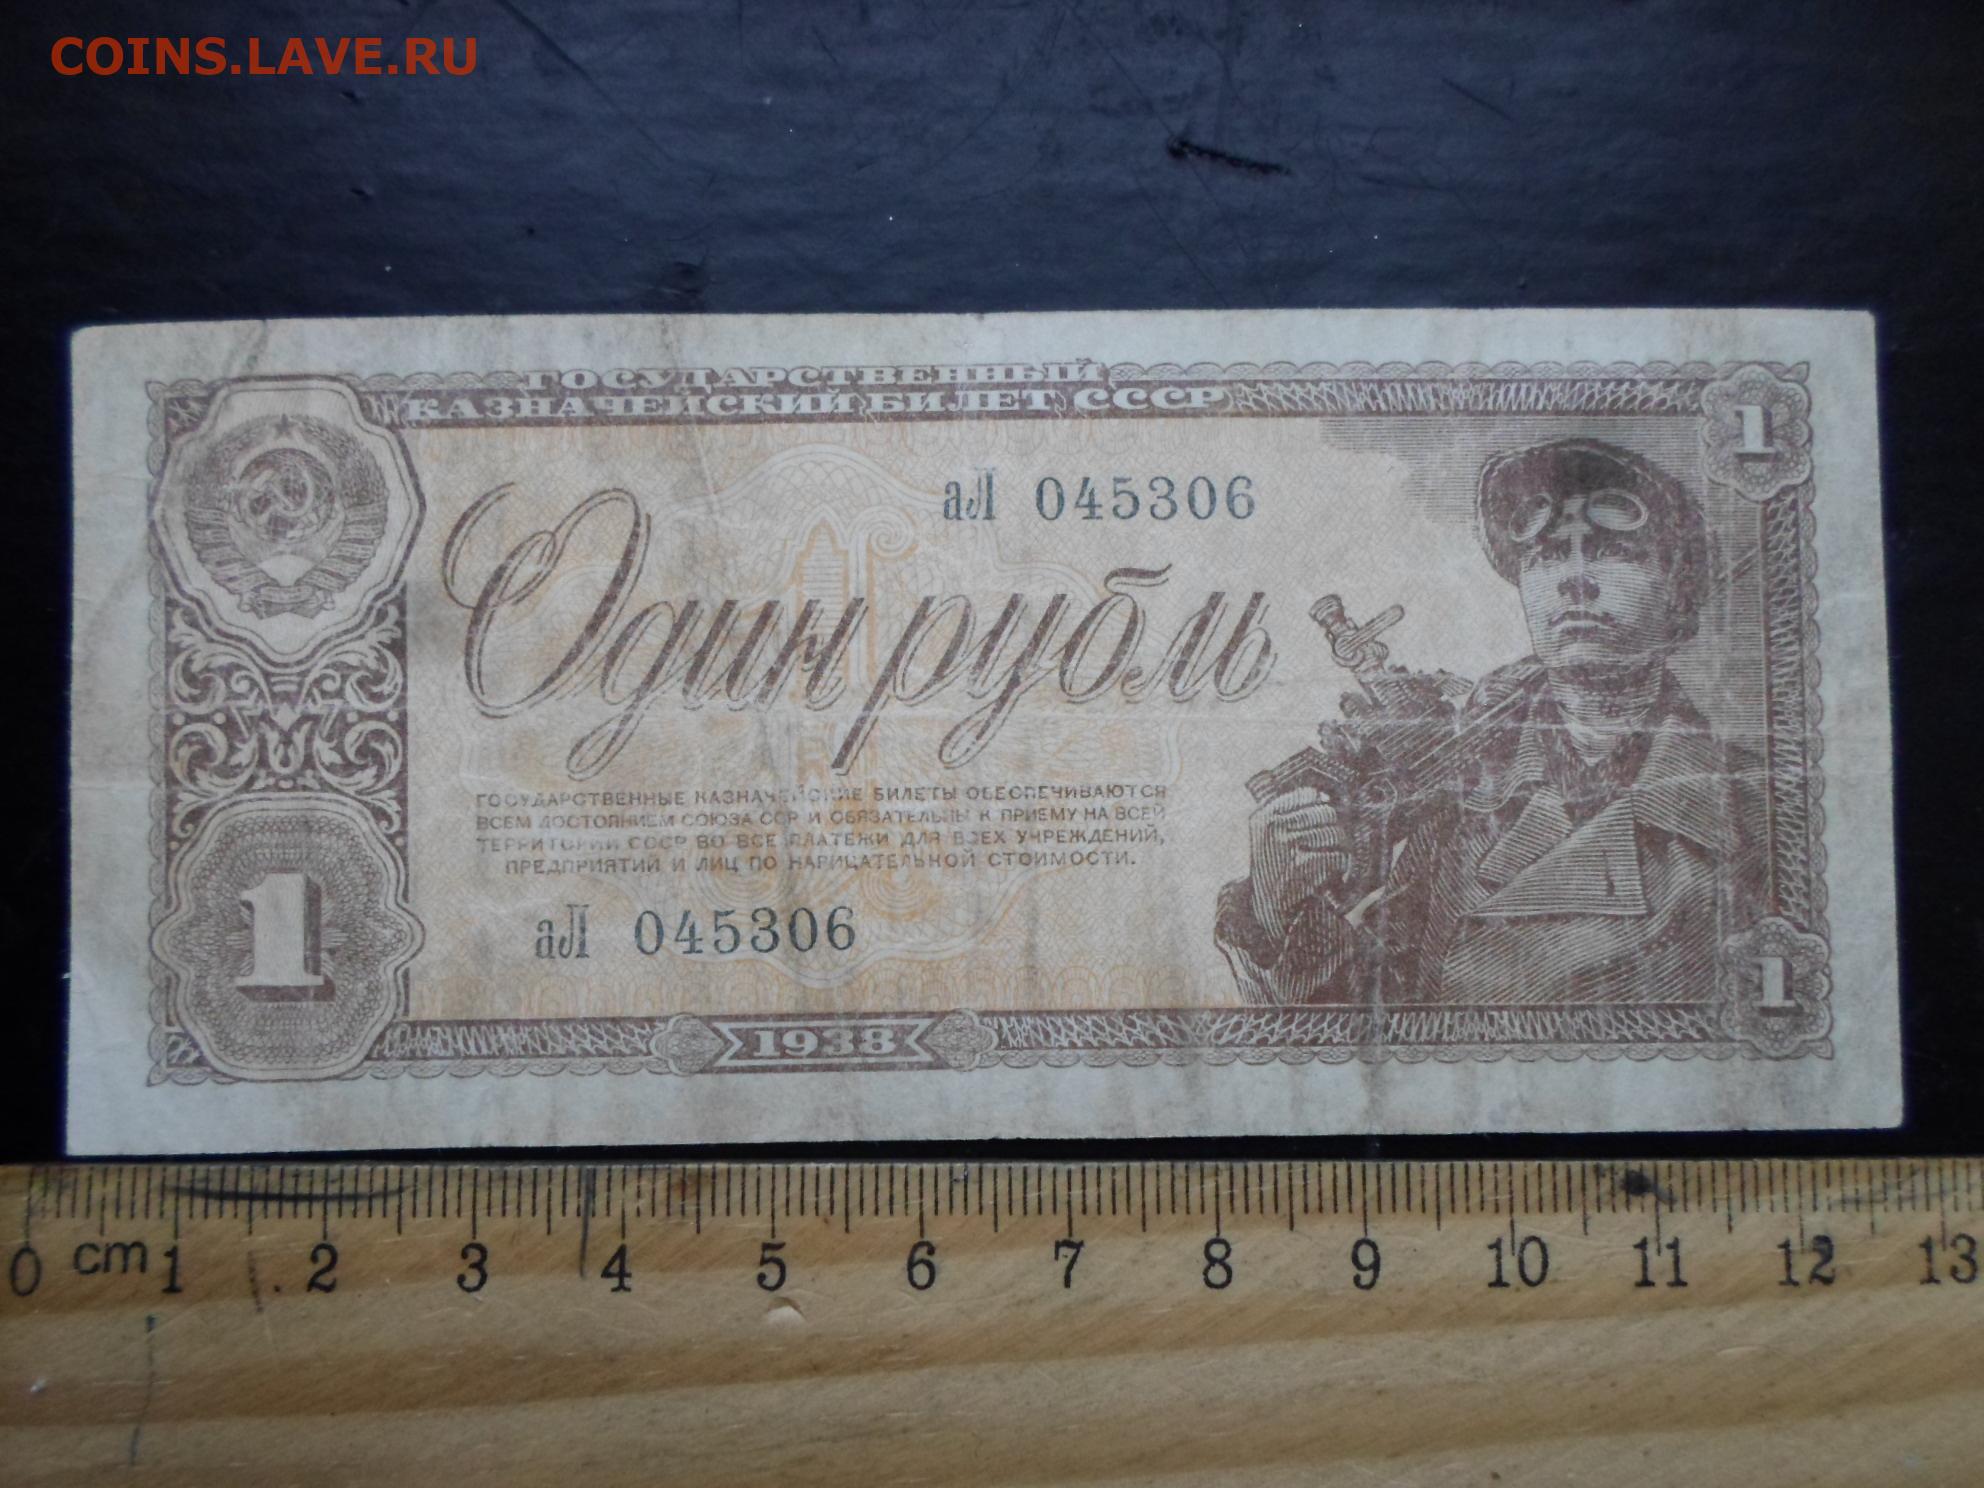 COINS.LAVE.RU
ГОСУДАРСТВЕННЫЙ
КАЗНАЧЕЙСКИЙ БИЛЕТ СССР
1
аЛ 045306
Один рубль
ГОСУДАРСТВЕННЫЕ КАЗНАЧЕЙСКИЕ БИЛЕТЫ ОБЕСПЕЧИВАЮТСЯ
ВСЕМ ДОСТОЯНИЕМ СОЮЗА ССР И ОБЯЗАТЕЛЬНЫ К ПРИЕМУ НА ВСЕЙ
ТЕРРИТОРИИ СССР ВО ВСЕ ПЛАТЕЖИ ДЛЯ ВСЕХ УЧРЕЖДЕНИЙ,
ПРЕДПРИЯТИЙ И ЛИЦ ПО НАРИЦАТЕЛЬНОЙ СТОИМОСТИ.
1
аЛ 045306
1
1938
0 cm 1 2 3 4 5 6 7 8 9 10 11 12 13